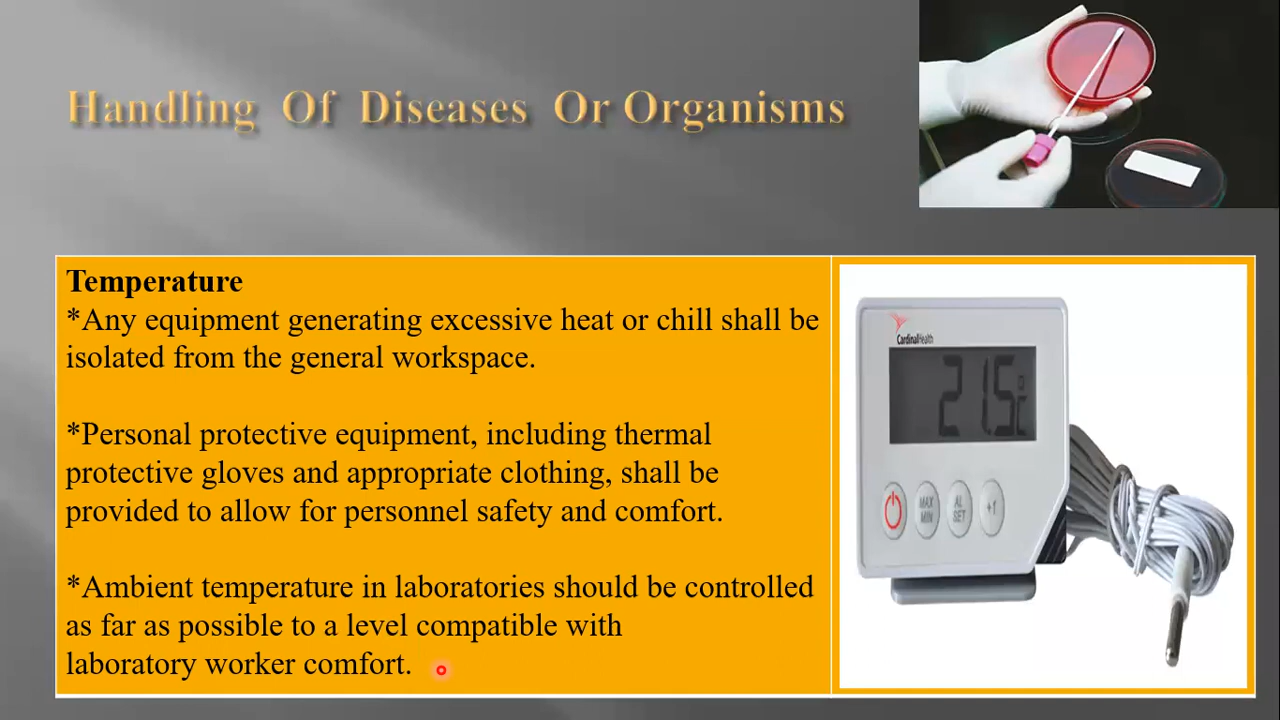 Handling Of Diseases Or Organisms
Temperature
*Any equipment generating excessive heat or chill shall be
isolated from the general workspace.
*Personal protective equipment, including thermal
protective gloves and appropriate clothing, shall be
provided to allow for personnel safety and comfort.
*Ambient temperature in laboratories should be controlled
as far as possible to a level compatible with
laboratory worker comfort.
CardinalHealth
21.5°C
MAX
MIN
AL
SET